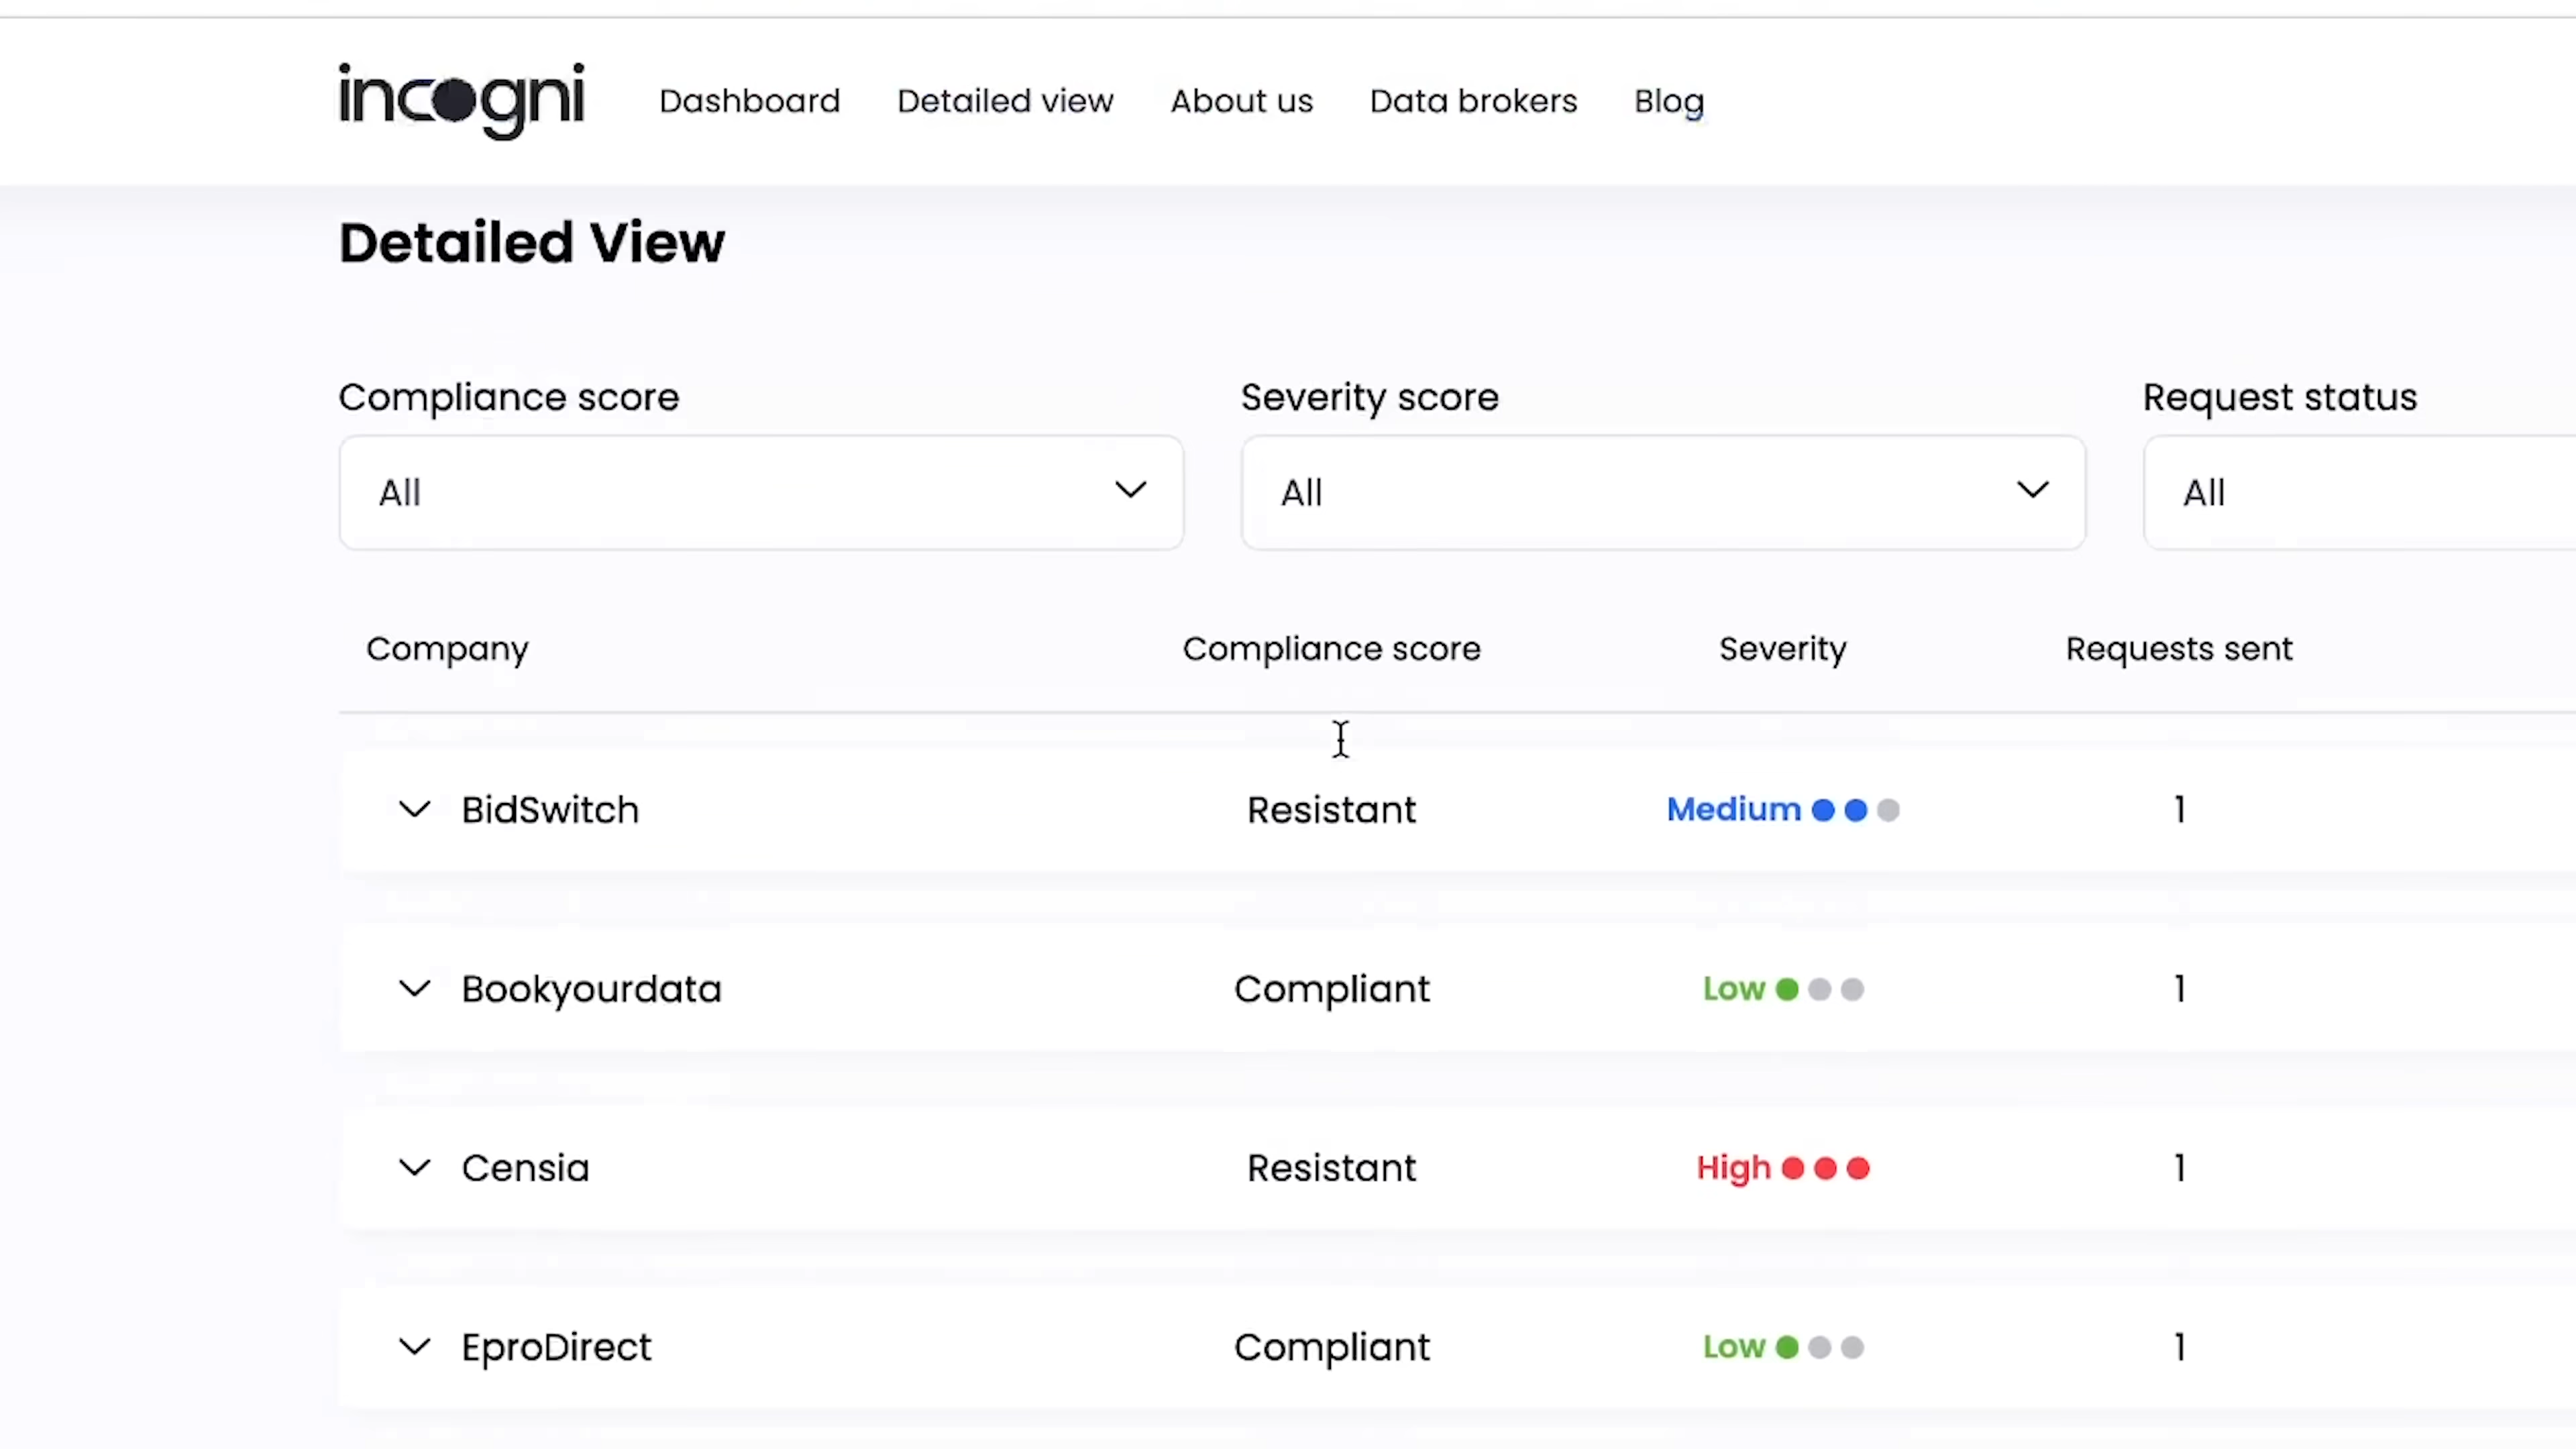 incogni Dashboard Detailed view About us Data brokers Blog
Detailed View
Compliance score Severity score Request status
All All All
Company Compliance score Severity Requests sent
BidSwitch Resistant Medium 1
Bookyourdata Compliant Low 1
Censia Resistant High 1
EproDirect Compliant Low 1